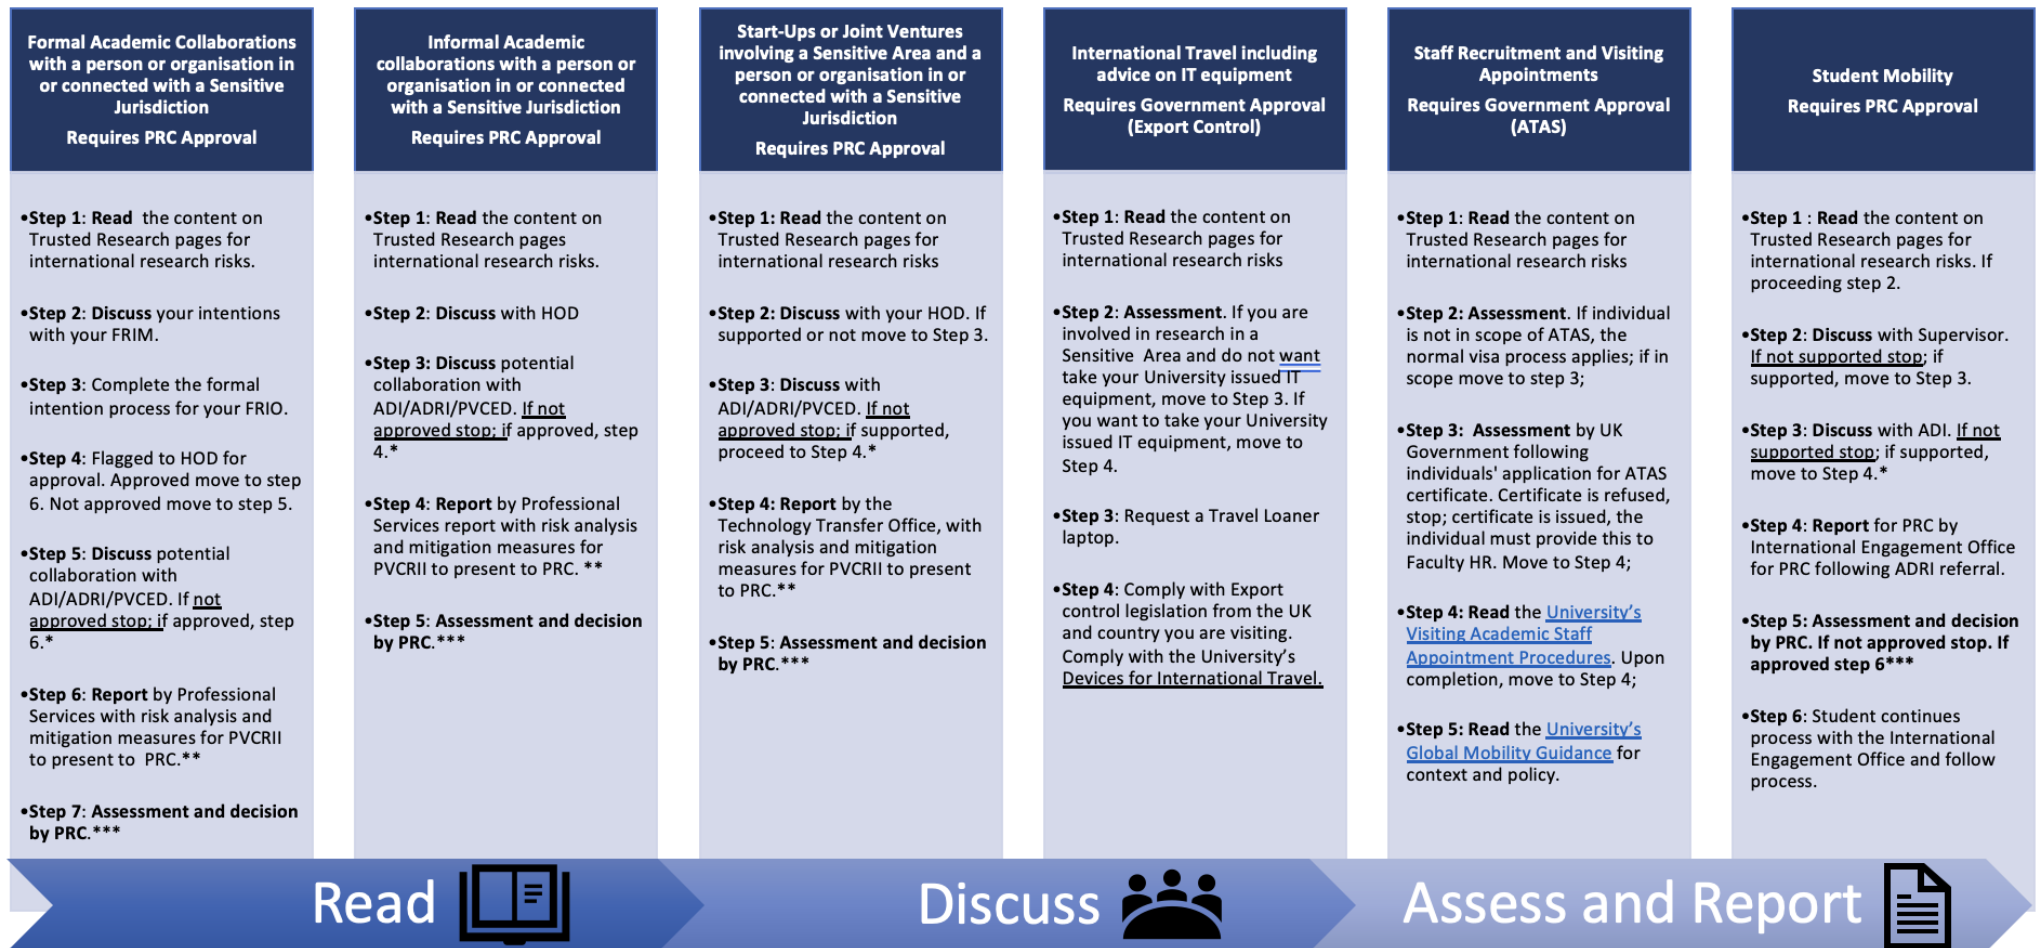 Formal Academic Collaborations
with a person or organisation in
or connected with a Sensitive
Jurisdiction
Requires PRC Approval
•Step 1: Read  the content on
Trusted Research pages for
international research risks.
•Step 2: Discuss your intentions
with your FRIM.
•Step 3: Complete the formal
intention process for your FRIO.
•Step 4: Flagged to HOD for
approval. Approved move to step
6. Not approved move to step 5.
•Step 5: Discuss potential
collaboration with
ADI/ADRI/PVCED. If not
approved stop; if approved, step
6.*
•Step 6: Report by Professional
Services with risk analysis and
mitigation measures for PVCRII
to present to  PRC.**
•Step 7: Assessment and decision
by PRC.***
Informal Academic
collaborations with a person or
organisation in or connected
with a Sensitive Jurisdiction
Requires PRC Approval
•Step 1: Read the content on
Trusted Research pages
international research risks.
•Step 2: Discuss with HOD
•Step 3: Discuss potential
collaboration with
ADI/ADRI/PVCED. If not
approved stop; if approved, step
4.*
•Step 4: Report by Professional
Services report with risk analysis
and mitigation measures for
PVCRII to present to PRC. **
•Step 5: Assessment and decision
by PRC.***
Start-Ups or Joint Ventures
involving a Sensitive Area and a
person or organisation in or
connected with a Sensitive
Jurisdiction
Requires PRC Approval
•Step 1: Read the content on
Trusted Research pages for
international research risks
•Step 2: Discuss with your HOD. If
supported or not move to Step 3.
•Step 3: Discuss with
ADI/ADRI/PVCED. If not
approved stop; if supported,
proceed to Step 4.*
•Step 4: Report by the
Technology Transfer Office, with
risk analysis and mitigation
measures for PVCRII to present
to PRC.**
•Step 5: Assessment and decision
by PRC.***
International Travel including
advice on IT equipment
Requires Government Approval
(Export Control)
•Step 1: Read the content on
Trusted Research pages for
international research risks
•Step 2: Assessment. If you are
involved in research in a
Sensitive  Area and do not want
take your University issued IT
equipment, move to Step 3. If
you want to take your University
issued IT equipment, move to
Step 4.
•Step 3: Request a Travel Loaner
laptop.
•Step 4: Comply with Export
control legislation from the UK
and country you are visiting.
Comply with the University's
Devices for International Travel.
Staff Recruitment and Visiting
Appointments
Requires Government Approval
(ATAS)
•Step 1: Read the content on
Trusted Research pages for
international research risks
•Step 2: Assessment. If individual
is not in scope of ATAS, the
normal visa process applies; if in
scope move to step 3;
•Step 3:  Assessment by UK
Government following
individuals' application for ATAS
certificate. Certificate is refused,
stop; certificate is issued, the
individual must provide this to
Faculty HR. Move to Step 4;
•Step 4: Read the University's
Visiting Academic Staff
Appointment Procedures. Upon
completion, move to Step 4;
•Step 5: Read the University's
Global Mobility Guidance for
context and policy.
Student Mobility
Requires PRC Approval
•Step 1 : Read the content on
Trusted Research pages for
international research risks. If
proceeding step 2.
•Step 2: Discuss with Supervisor.
If not supported stop; if
supported, move to Step 3.
•Step 3: Discuss with ADI. If not
supported stop; if supported,
move to Step 4.*
•Step 4: Report for PRC by
International Engagement Office
for PRC following ADRI referral.
•Step 5: Assessment and decision
by PRC. If not approved stop. If
approved step 6***
•Step 6: Student continues
process with the International
Engagement Office and follow
process.
Read
Discuss
Assess and Report